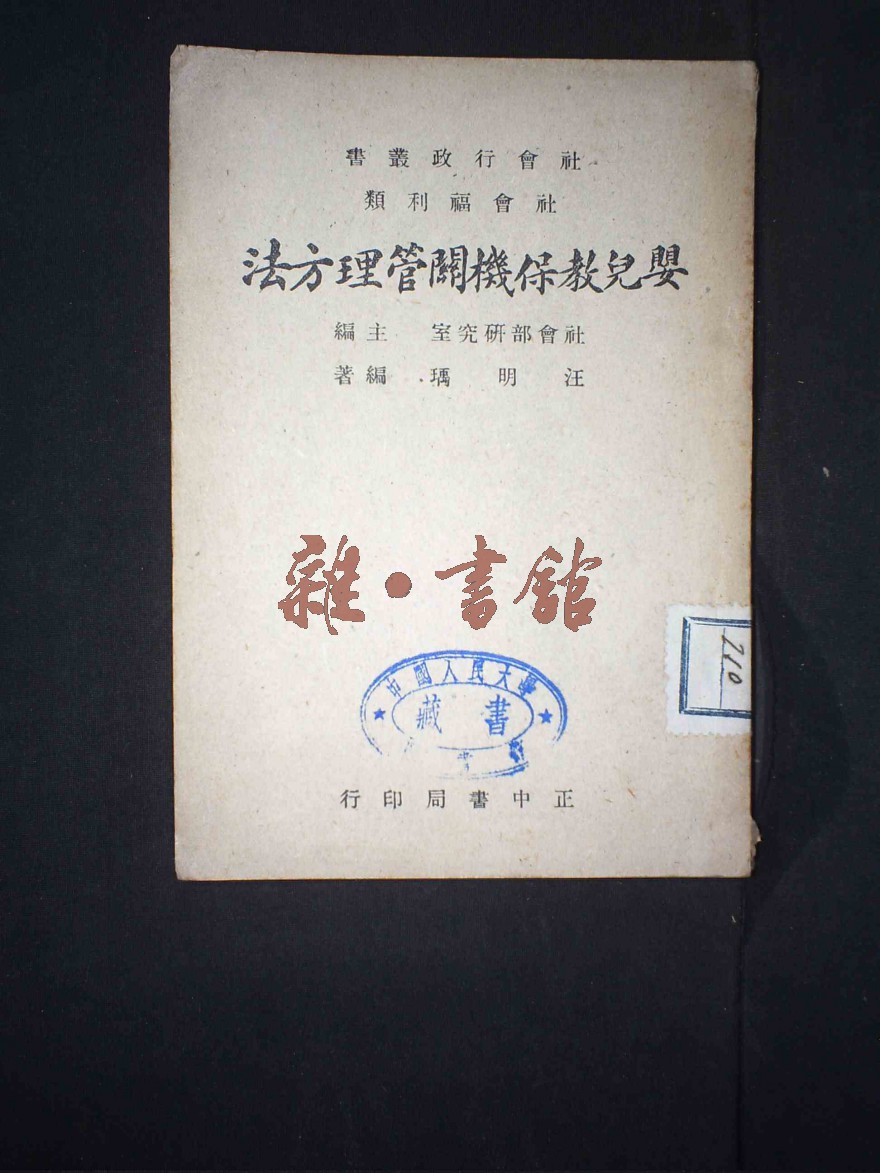 社會行政叢書
社會福利類
嬰兒教保機關管理方法
社會部研究室 主編
汪明瑀 編著
雜·書館
中國人民大學
藏書
正中書局印行
710